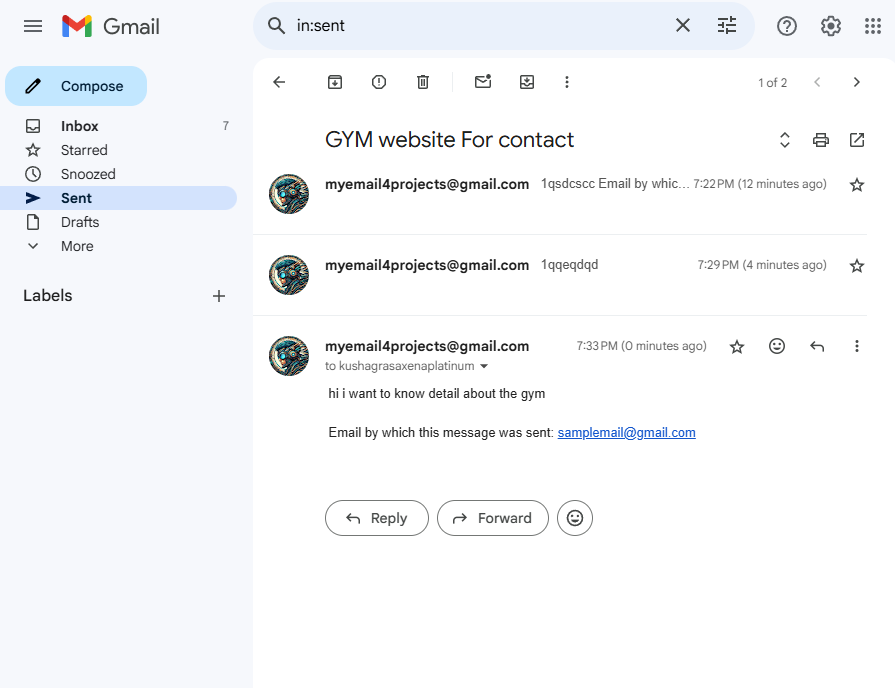 Gmail
in:sent
Compose
Inbox 7
Starred
Snoozed
Sent
Drafts
More
Labels
1 of 2
GYM website For contact
myemail4projects@gmail.com 1qsdcscc Email by whic... 7:22 PM (12 minutes ago)
myemail4projects@gmail.com 1qqeqdqd 7:29 PM (4 minutes ago)
myemail4projects@gmail.com 7:33 PM (0 minutes ago)
to kushagrasaxenaplatinum
hi i want to know detail about the gym
Email by which this message was sent: samplemail@gmail.com
Reply Forward